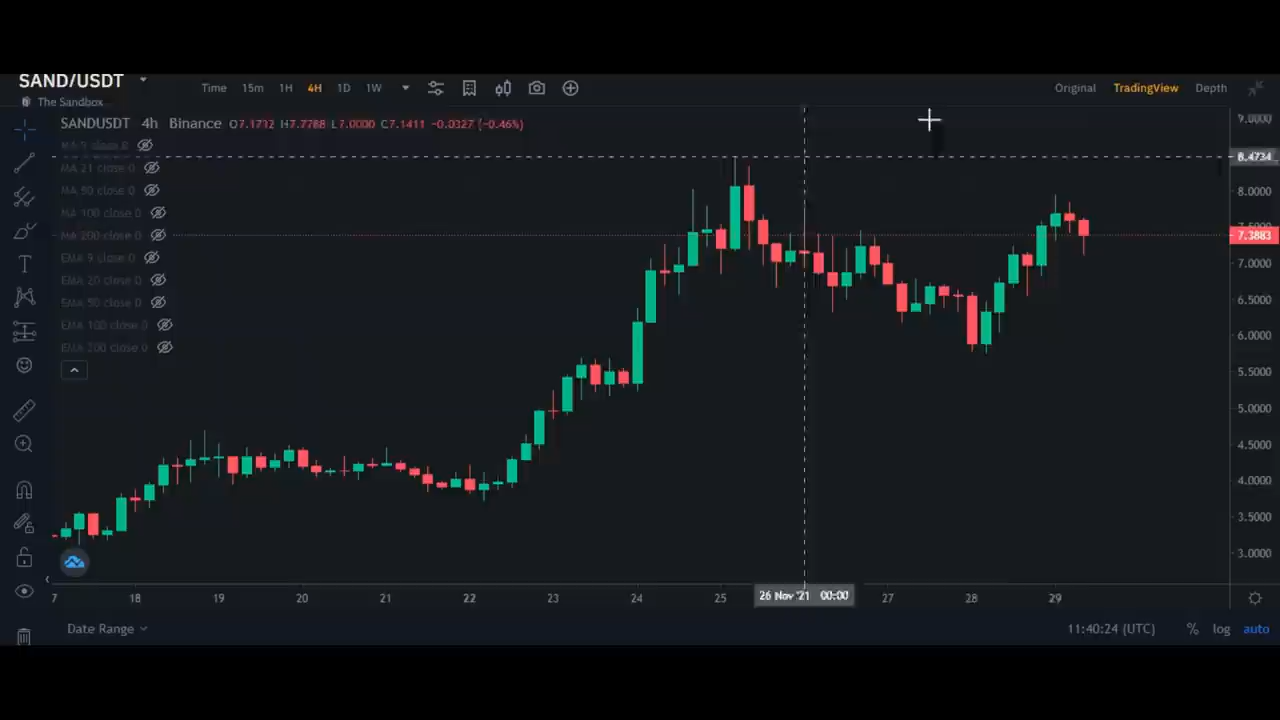 SAND/USDT
The Sandbox
Time 15m 1H 4H 1D 1W
Original TradingView Depth
SANDUSDT 4h Binance O7.1732 H7.7788 L7.0000 C7.1411 -0.0327 (-0.46%)
MA 9 close 0
MA 21 close 0
MA 50 close 0
MA 100 close 0
MA 200 close 0
EMA 9 close 0
EMA 20 close 0
EMA 50 close 0
EMA 100 close 0
EMA 200 close 0
9.0000
8.4734
8.0000
7.3883
7.0000
6.5000
6.0000
5.5000
5.0000
4.5000
4.0000
3.5000
3.0000
7 18 19 20 21 22 23 24 25 26 Nov '21 00:00 27 28 29
Date Range 11:40:24 (UTC) % log auto